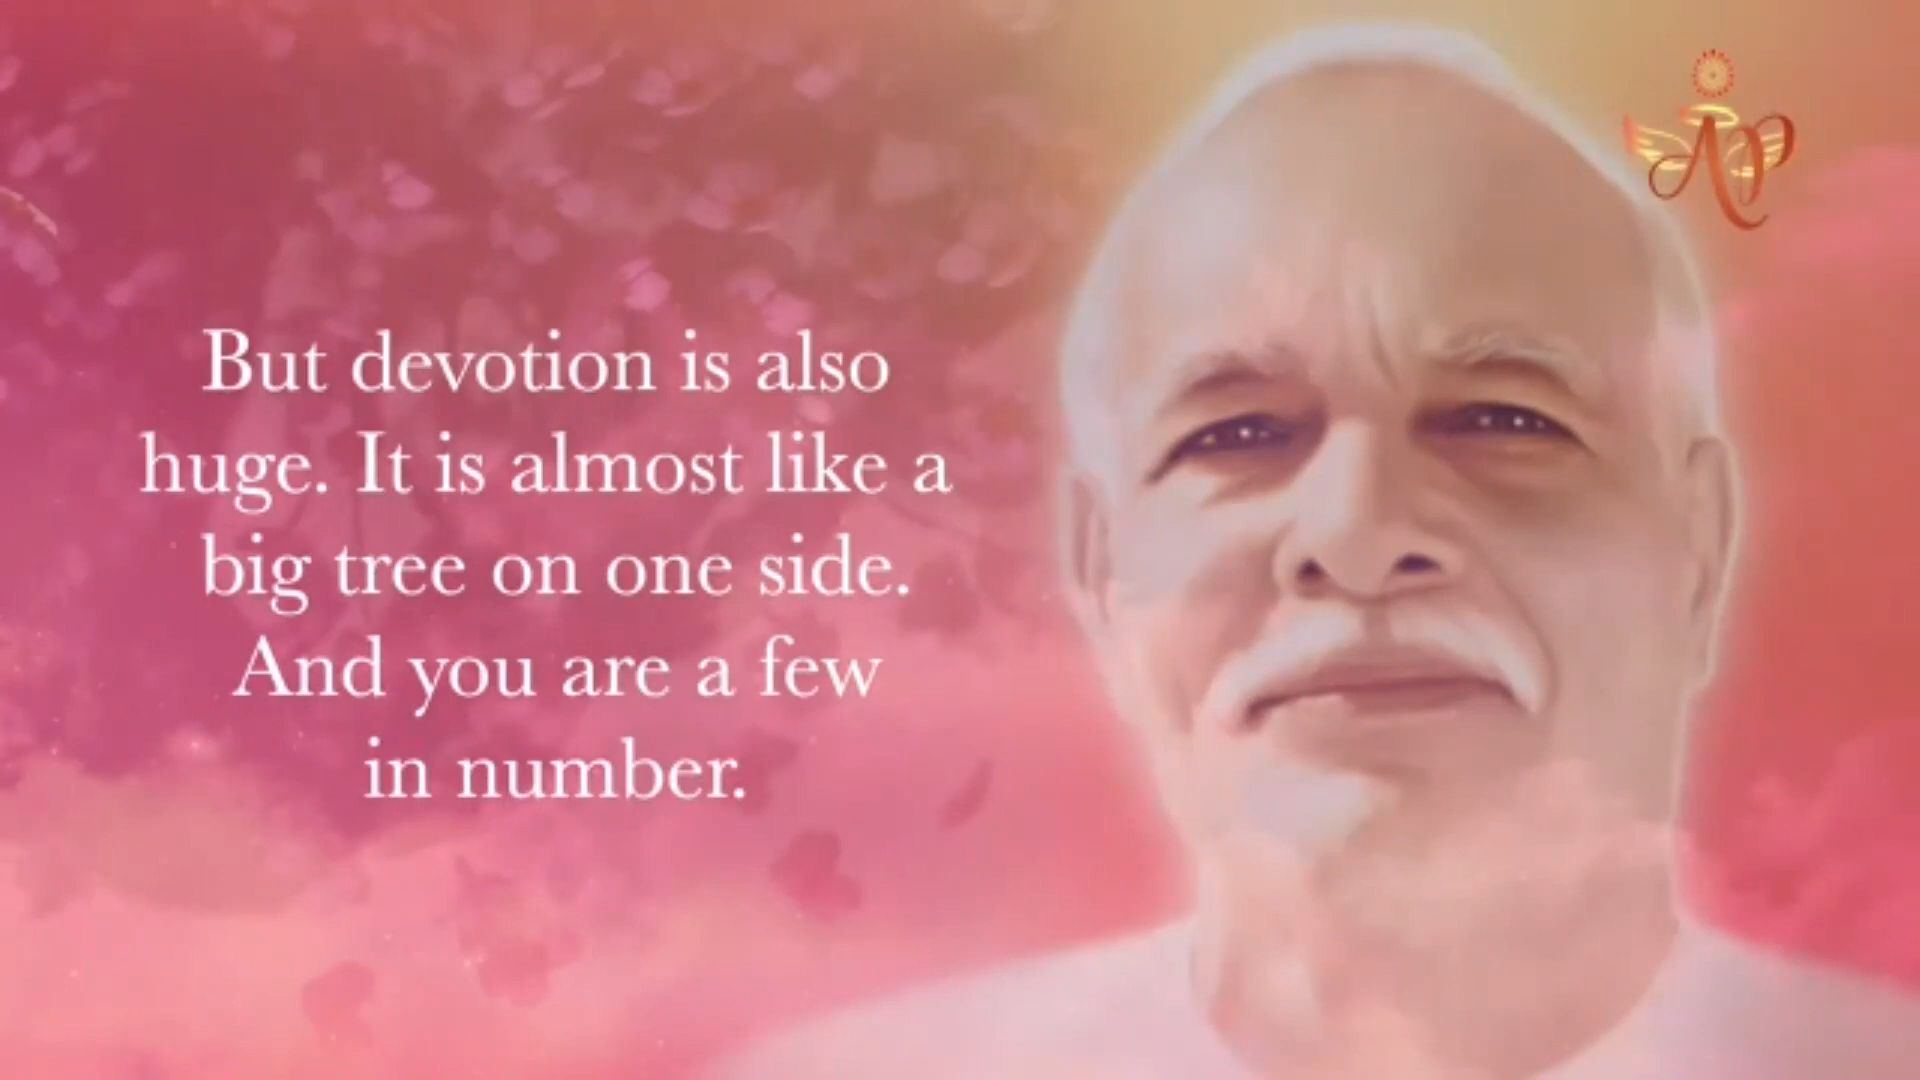 AP
But devotion is also
huge. It is almost like a
big tree on one side.
And you are a few
in number.